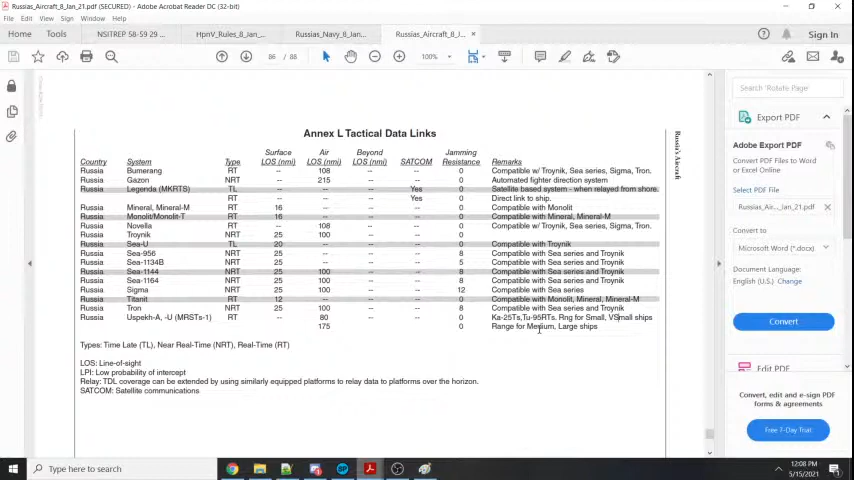 Russias_Aircraft_8_Jan_21.pdf (SECURED) - Adobe Acrobat Reader DC (32-bit)
File Edit View Sign Window Help
Home Tools NSITREP 58-59 29 ... HpnV_Rules_8_Jan_... Russias_Navy_8_Jan... Russias_Aircraft_8_J... × Sign In
86 / 88 100%
Annex L Tactical Data Links
Surface Air Beyond Jamming
Country System Type LOS (nmi) LOS (nmi) LOS (nmi) SATCOM Resistance Remarks
Russia Bumerang RT -- 108 -- -- 0 Compatible w/ Troynik, Sea series, Sigma, Tron.
Russia Gazon NRT -- 215 -- -- 0 Automated fighter direction system
Russia Legenda (MKRTS) TL -- -- -- Yes 0 Satellite based system - when relayed from shore.
RT -- -- -- Yes 0 Direct link to ship.
Russia Mineral, Mineral-M RT 16 -- -- -- 0 Compatible with Monolit
Russia Monolit/Monolit-T RT 16 -- -- -- 0 Compatible with Mineral, Mineral-M
Russia Novella RT -- 108 -- -- 0 Compatible w/ Troynik, Sea series, Sigma, Tron.
Russia Troynik NRT 25 100 -- -- 0
Russia Sea-U TL 20 -- -- -- 0 Compatible with Troynik
Russia Sea-956 NRT 25 -- -- -- 8 Compatible with Sea series and Troynik
Russia Sea-1134B NRT 25 -- -- -- 5 Compatible with Sea series and Troynik
Russia Sea-1144 NRT 25 100 -- -- 8 Compatible with Sea series and Troynik
Russia Sea-1164 NRT 25 100 -- -- 8 Compatible with Sea series and Troynik
Russia Sigma NRT 25 100 -- -- 12 Compatible with Sea series
Russia Titanit RT 12 -- -- -- 0 Compatible with Monolit, Mineral, Mineral-M
Russia Tron NRT 25 100 -- -- 8 Compatible with Sea series and Troynik
Russia Uspekh-A, -U (MRSTs-1) RT -- 80 -- -- 0 Ka-25Ts,Tu-95RTs. Rng for Small, VSmall ships
175 0 Range for Medium, Large ships
Types: Time Late (TL), Near Real-Time (NRT), Real-Time (RT)
LOS: Line-of-sight
LPI: Low probability of intercept
Relay: TDL coverage can be extended by using similarly equipped platforms to relay data to platforms over the horizon.
SATCOM: Satellite communications
Russia's Aircraft
Search 'Rotate Page'
Export PDF
Adobe Export PDF
Convert PDF Files to Word
or Excel Online
Select PDF File
Russias_Air..._Jan_21.pdf ×
Convert to
Microsoft Word (*.docx)
Document Language:
English (U.S.) Change
Convert
Edit PDF
Convert, edit and e-sign PDF
forms & agreements
Free 7-Day Trial
Type here to search
12:08 PM
5/15/2021